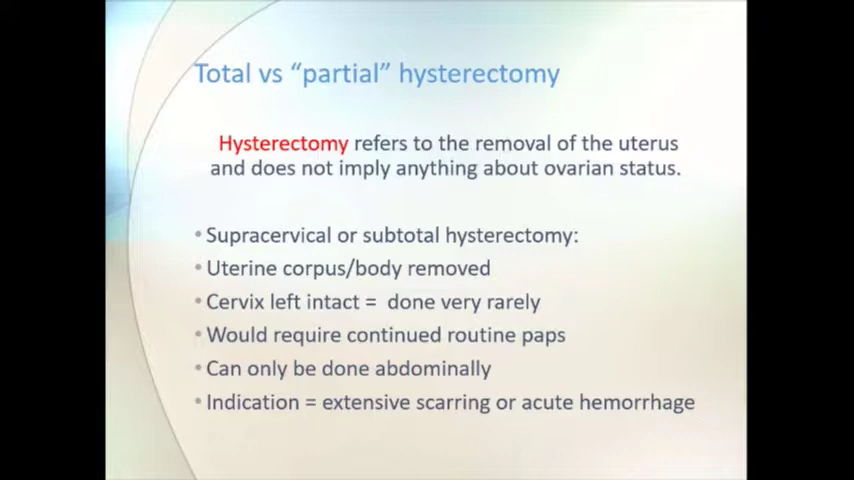 Total vs “partial” hysterectomy
Hysterectomy refers to the removal of the uterus
and does not imply anything about ovarian status.
• Supracervical or subtotal hysterectomy:
• Uterine corpus/body removed
• Cervix left intact = done very rarely
• Would require continued routine paps
• Can only be done abdominally
• Indication = extensive scarring or acute hemorrhage